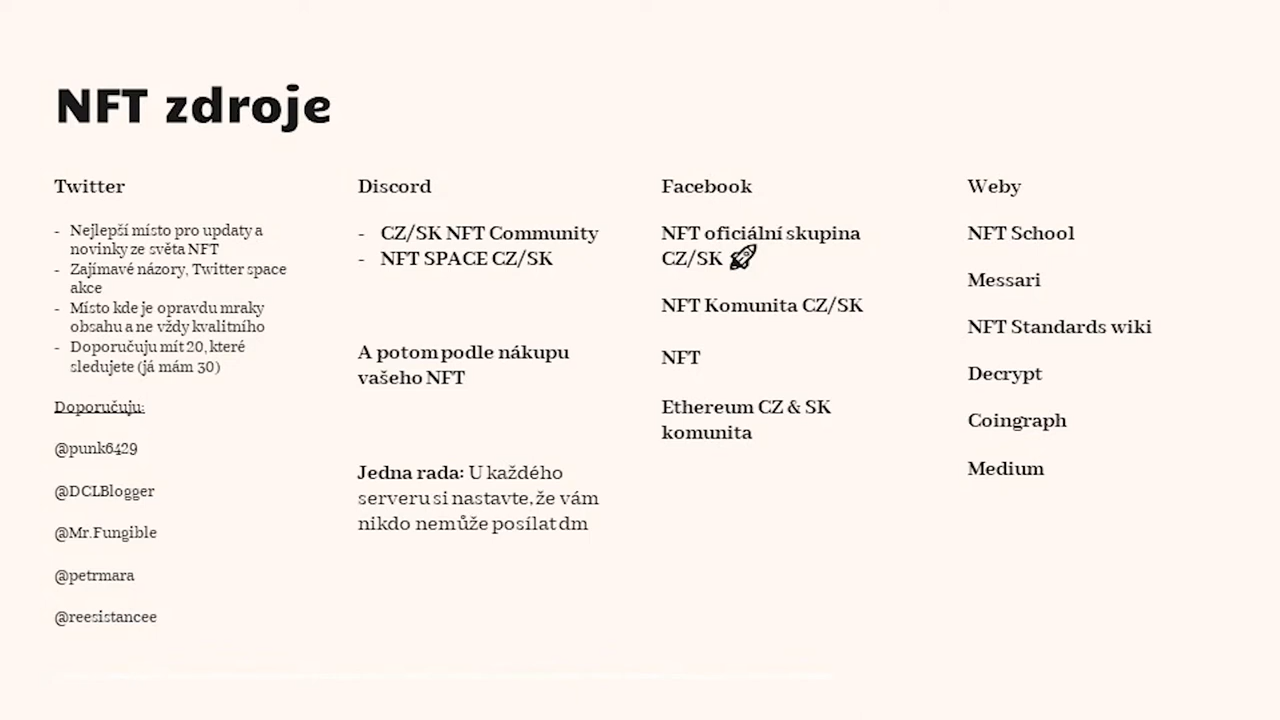 NFT zdroje
Twitter
- Nejlepší místo pro updaty a
novinky ze světa NFT
- Zajímavé názory, Twitter space
akce
- Místo kde je opravdu mraky
obsahu a ne vždy kvalitního
- Doporučuju mít 20, které
sledujete (já mám 30)
Doporučuju:
@punk6429
@DCLBlogger
@Mr.Fungible
@petrmara
@reesistancee
Discord
- CZ/SK NFT Community
- NFT SPACE CZ/SK
A potom podle nákupu
vašeho NFT
Jedna rada: U každého
serveru si nastavte, že vám
nikdo nemůže posílat dm
Facebook
NFT oficiální skupina
CZ/SK 🚀
NFT Komunita CZ/SK
NFT
Ethereum CZ & SK
komunita
Weby
NFT School
Messari
NFT Standards wiki
Decrypt
Coingraph
Medium